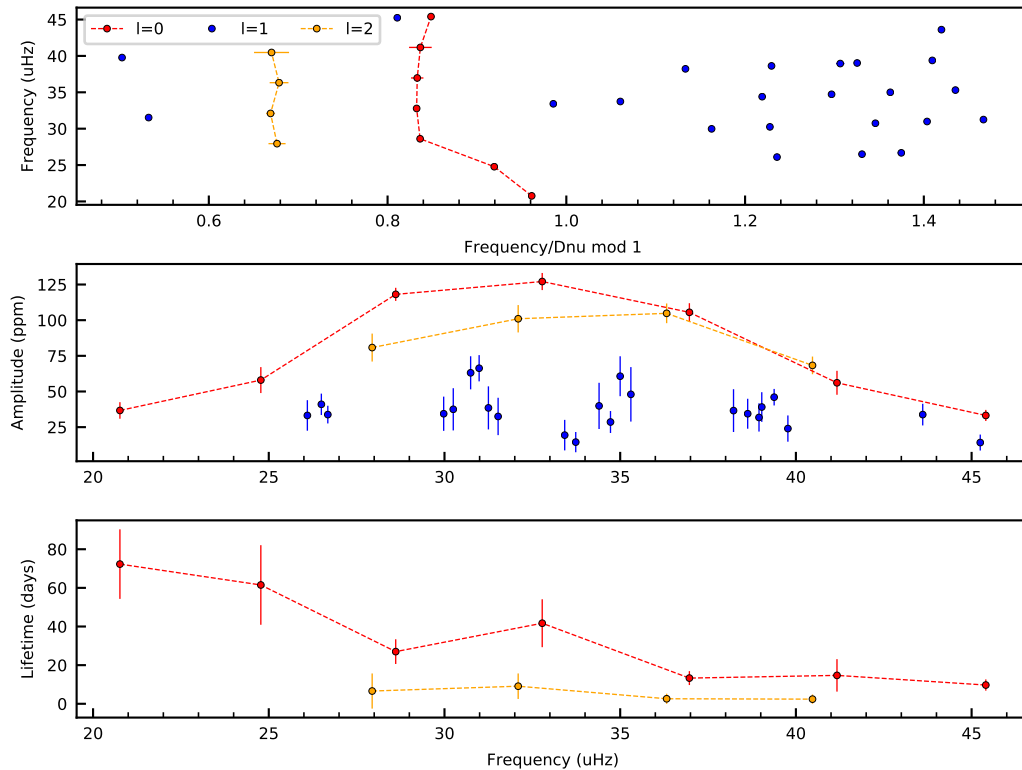 45
40
35
30
25
20
Frequency (uHz)
l=0 l=1 l=2
0.6 0.8 1.0 1.2 1.4
Frequency/Dnu mod 1
125
100
75
50
25
Amplitude (ppm)
20 25 30 35 40 45
80
60
40
20
0
Lifetime (days)
20 25 30 35 40 45
Frequency (uHz)